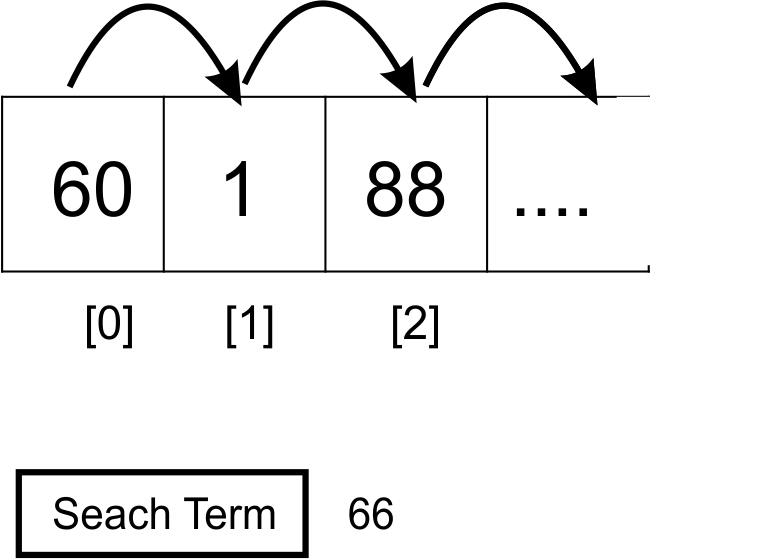 60 1 88 ....
[0] [1] [2]
Seach Term 66